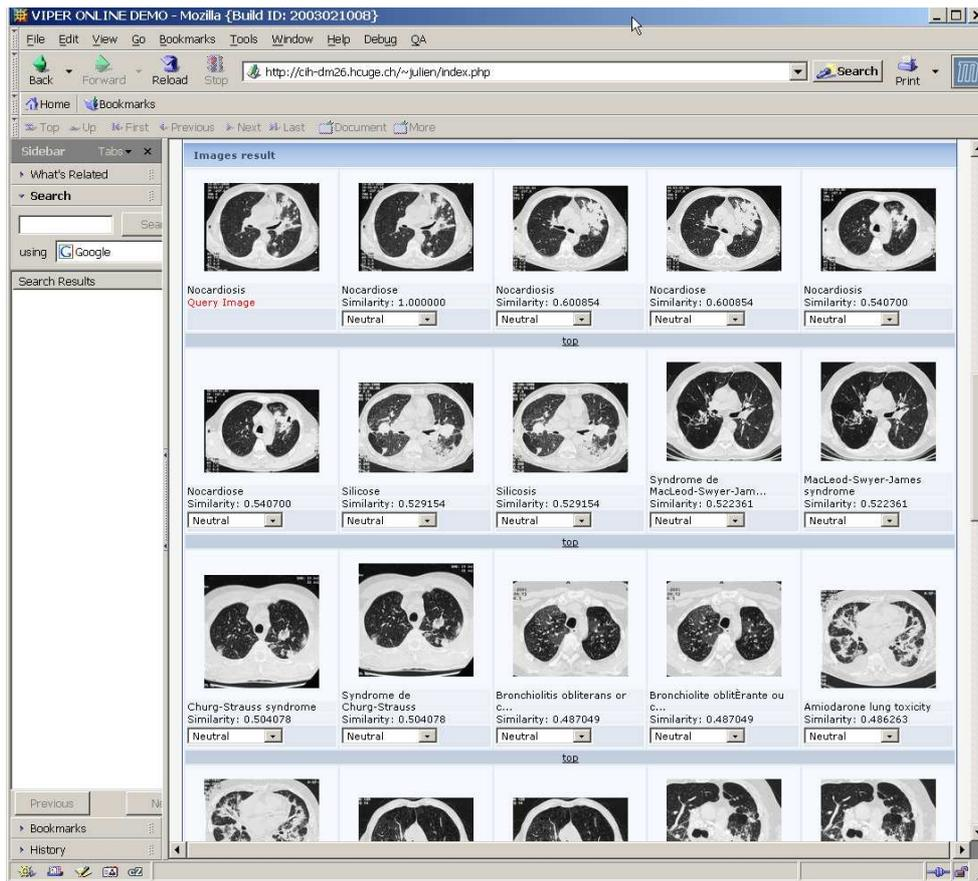 VIPER ONLINE DEMO - Mozilla {Build ID: 2003021008}
File Edit View Go Bookmarks Tools Window Help Debug QA
Back Forward Reload Stop http://cih-dm26.hcuge.ch/~julien/index.php Search Print
Home Bookmarks
Top Up First Previous Next Last Document More
Sidebar Tabs
What's Related
Search
Sea
using Google
Search Results
Images result
Nocardiosis Nocardiose Nocardiosis Nocardiose Nocardiosis
Query Image Similarity: 1.000000 Similarity: 0.600854 Similarity: 0.600854 Similarity: 0.540700
Neutral Neutral Neutral Neutral
top
Nocardiose Silicose Silicosis Syndrome de MacLeod-Swyer-Jam... MacLeod-Swyer-James syndrome
Similarity: 0.540700 Similarity: 0.529154 Similarity: 0.529154 Similarity: 0.522361 Similarity: 0.522361
Neutral Neutral Neutral Neutral Neutral
top
Churg-Strauss syndrome Syndrome de Churg-Strauss Bronchiolitis obliterans or c... Bronchiolite oblitÈrante ou c... Amiodarone lung toxicity
Similarity: 0.504078 Similarity: 0.504078 Similarity: 0.487049 Similarity: 0.487049 Similarity: 0.486263
Neutral Neutral Neutral Neutral Neutral
top
Previous Ne
Bookmarks
History